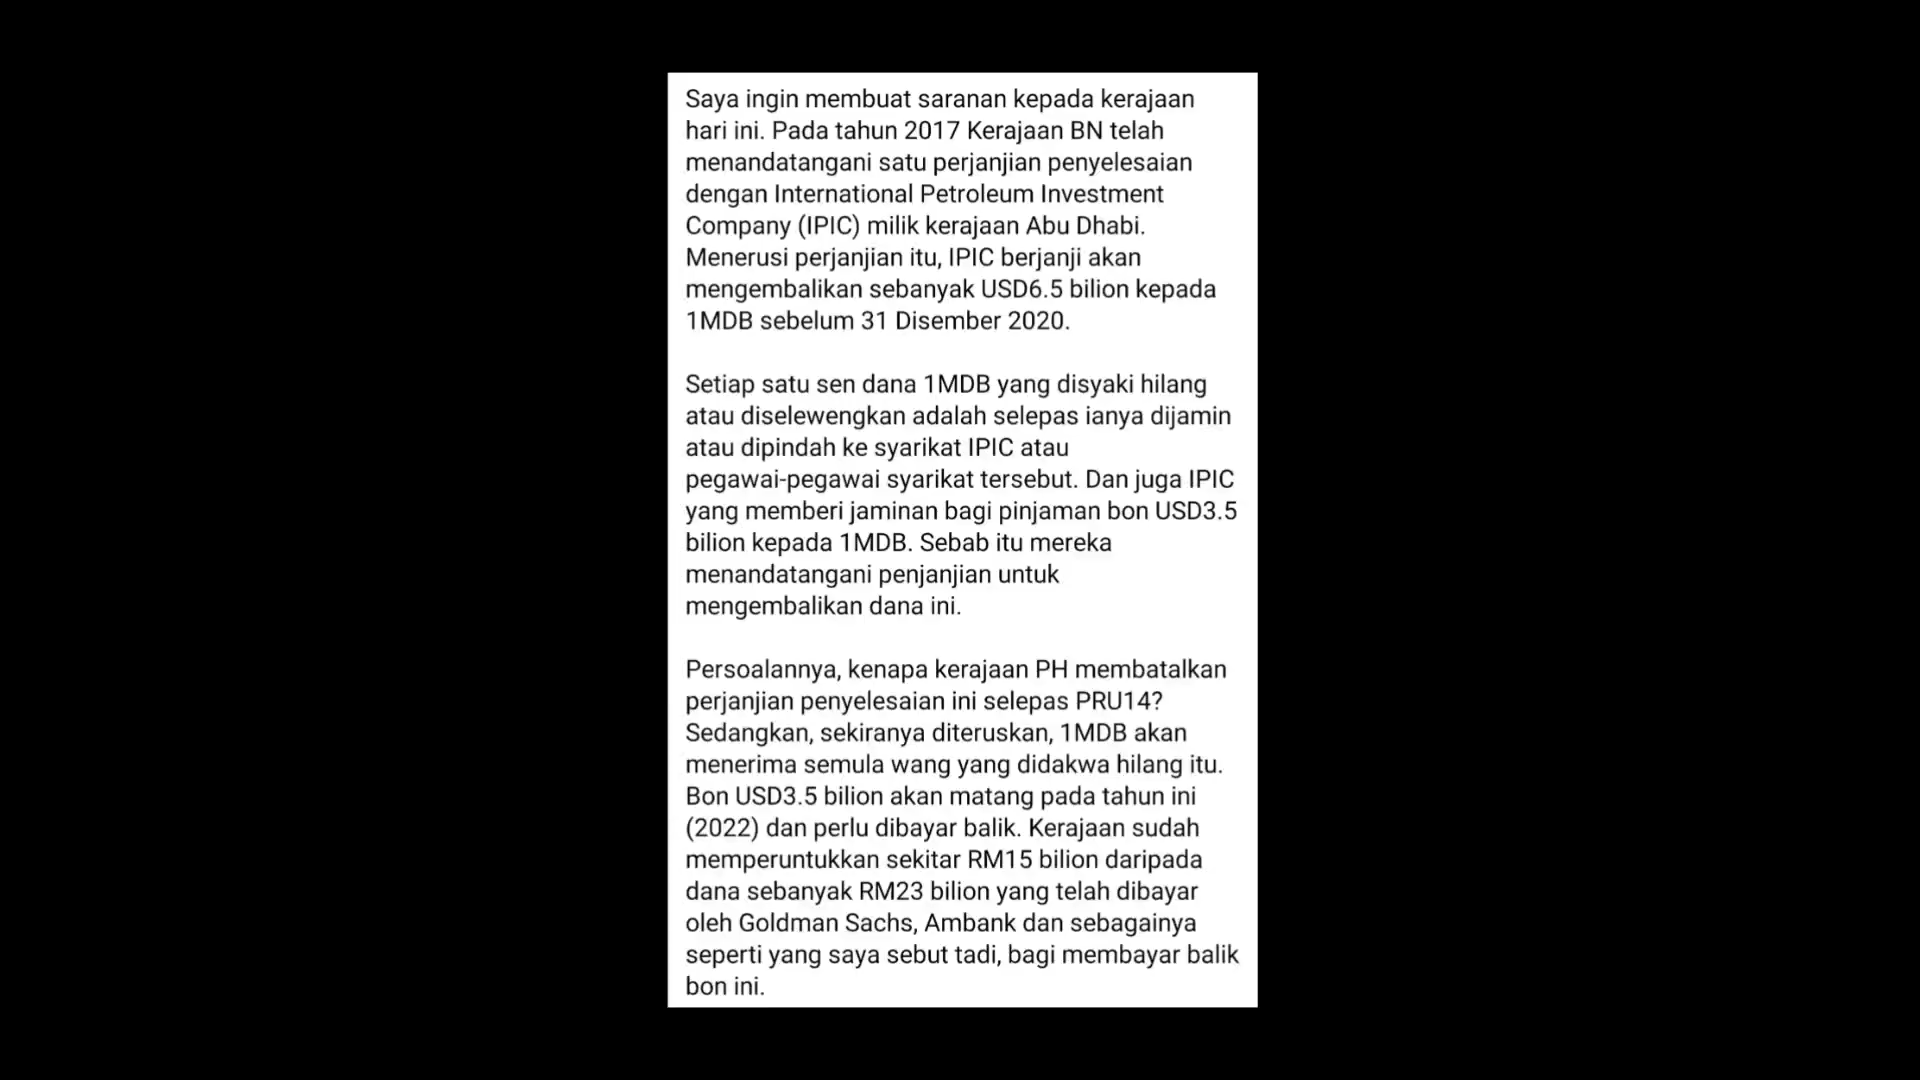 Saya ingin membuat saranan kepada kerajaan
hari ini. Pada tahun 2017 Kerajaan BN telah
menandatangani satu perjanjian penyelesaian
dengan International Petroleum Investment
Company (IPIC) milik kerajaan Abu Dhabi.
Menerusi perjanjian itu, IPIC berjanji akan
mengembalikan sebanyak USD6.5 bilion kepada
1MDB sebelum 31 Disember 2020.
Setiap satu sen dana 1MDB yang disyaki hilang
atau diselewengkan adalah selepas ianya dijamin
atau dipindah ke syarikat IPIC atau
pegawai-pegawai syarikat tersebut. Dan juga IPIC
yang memberi jaminan bagi pinjaman bon USD3.5
bilion kepada 1MDB. Sebab itu mereka
menandatangani penjanjian untuk
mengembalikan dana ini.
Persoalannya, kenapa kerajaan PH membatalkan
perjanjian penyelesaian ini selepas PRU14?
Sedangkan, sekiranya diteruskan, 1MDB akan
menerima semula wang yang didakwa hilang itu.
Bon USD3.5 bilion akan matang pada tahun ini
(2022) dan perlu dibayar balik. Kerajaan sudah
memperuntukkan sekitar RM15 bilion daripada
dana sebanyak RM23 bilion yang telah dibayar
oleh Goldman Sachs, Ambank dan sebagainya
seperti yang saya sebut tadi, bagi membayar balik
bon ini.